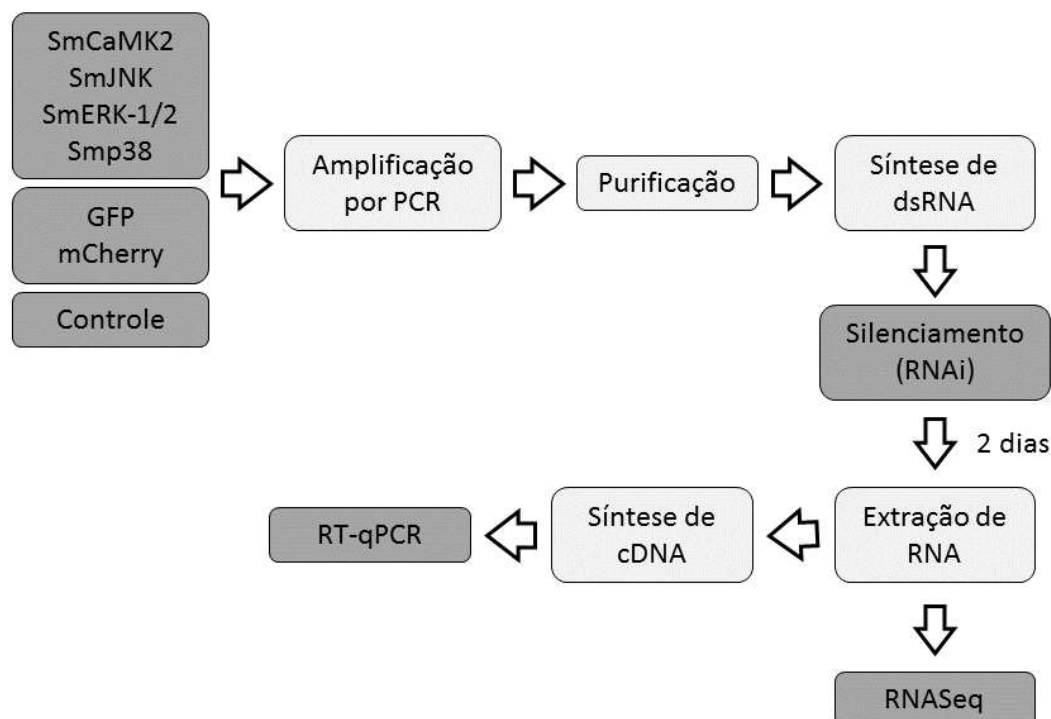 SmCaMK2
SmJNK
SmERK-1/2
Smp38
GFP
mCherry
Controle
Amplificação
por PCR
Purificação
Síntese de
dsRNA
Silenciamento
(RNAi)
2 dias
Extração de
RNA
Síntese de
cDNA
RT-qPCR
RNASeq